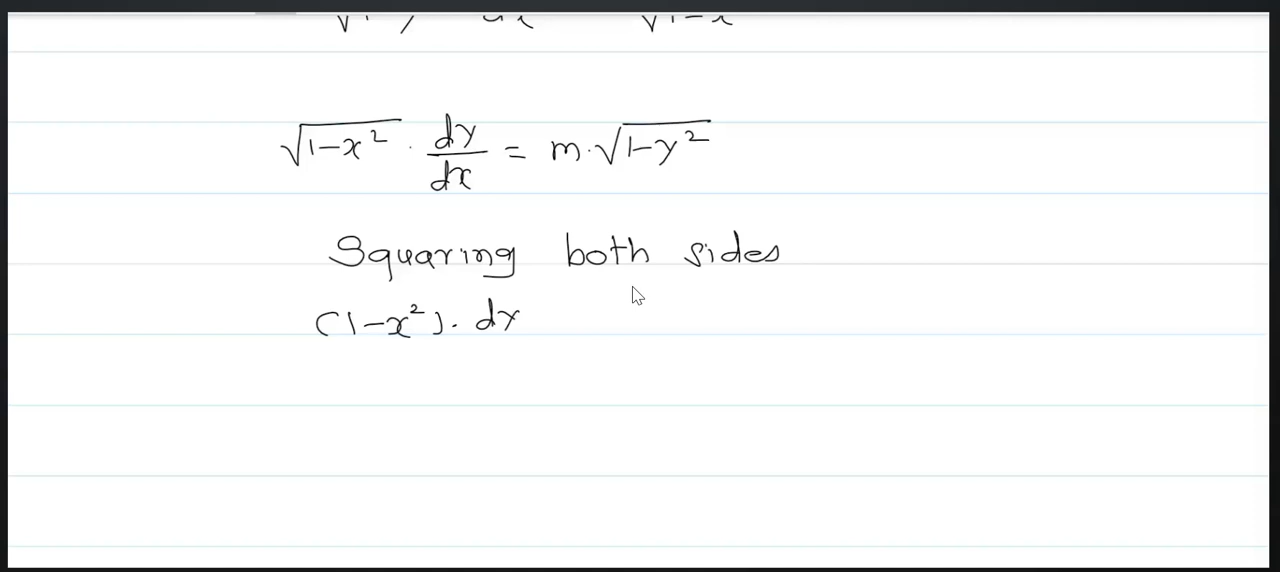 √1-x² · dy/dx = m·√1-y²
Squaring both sides
(1-x²). dy